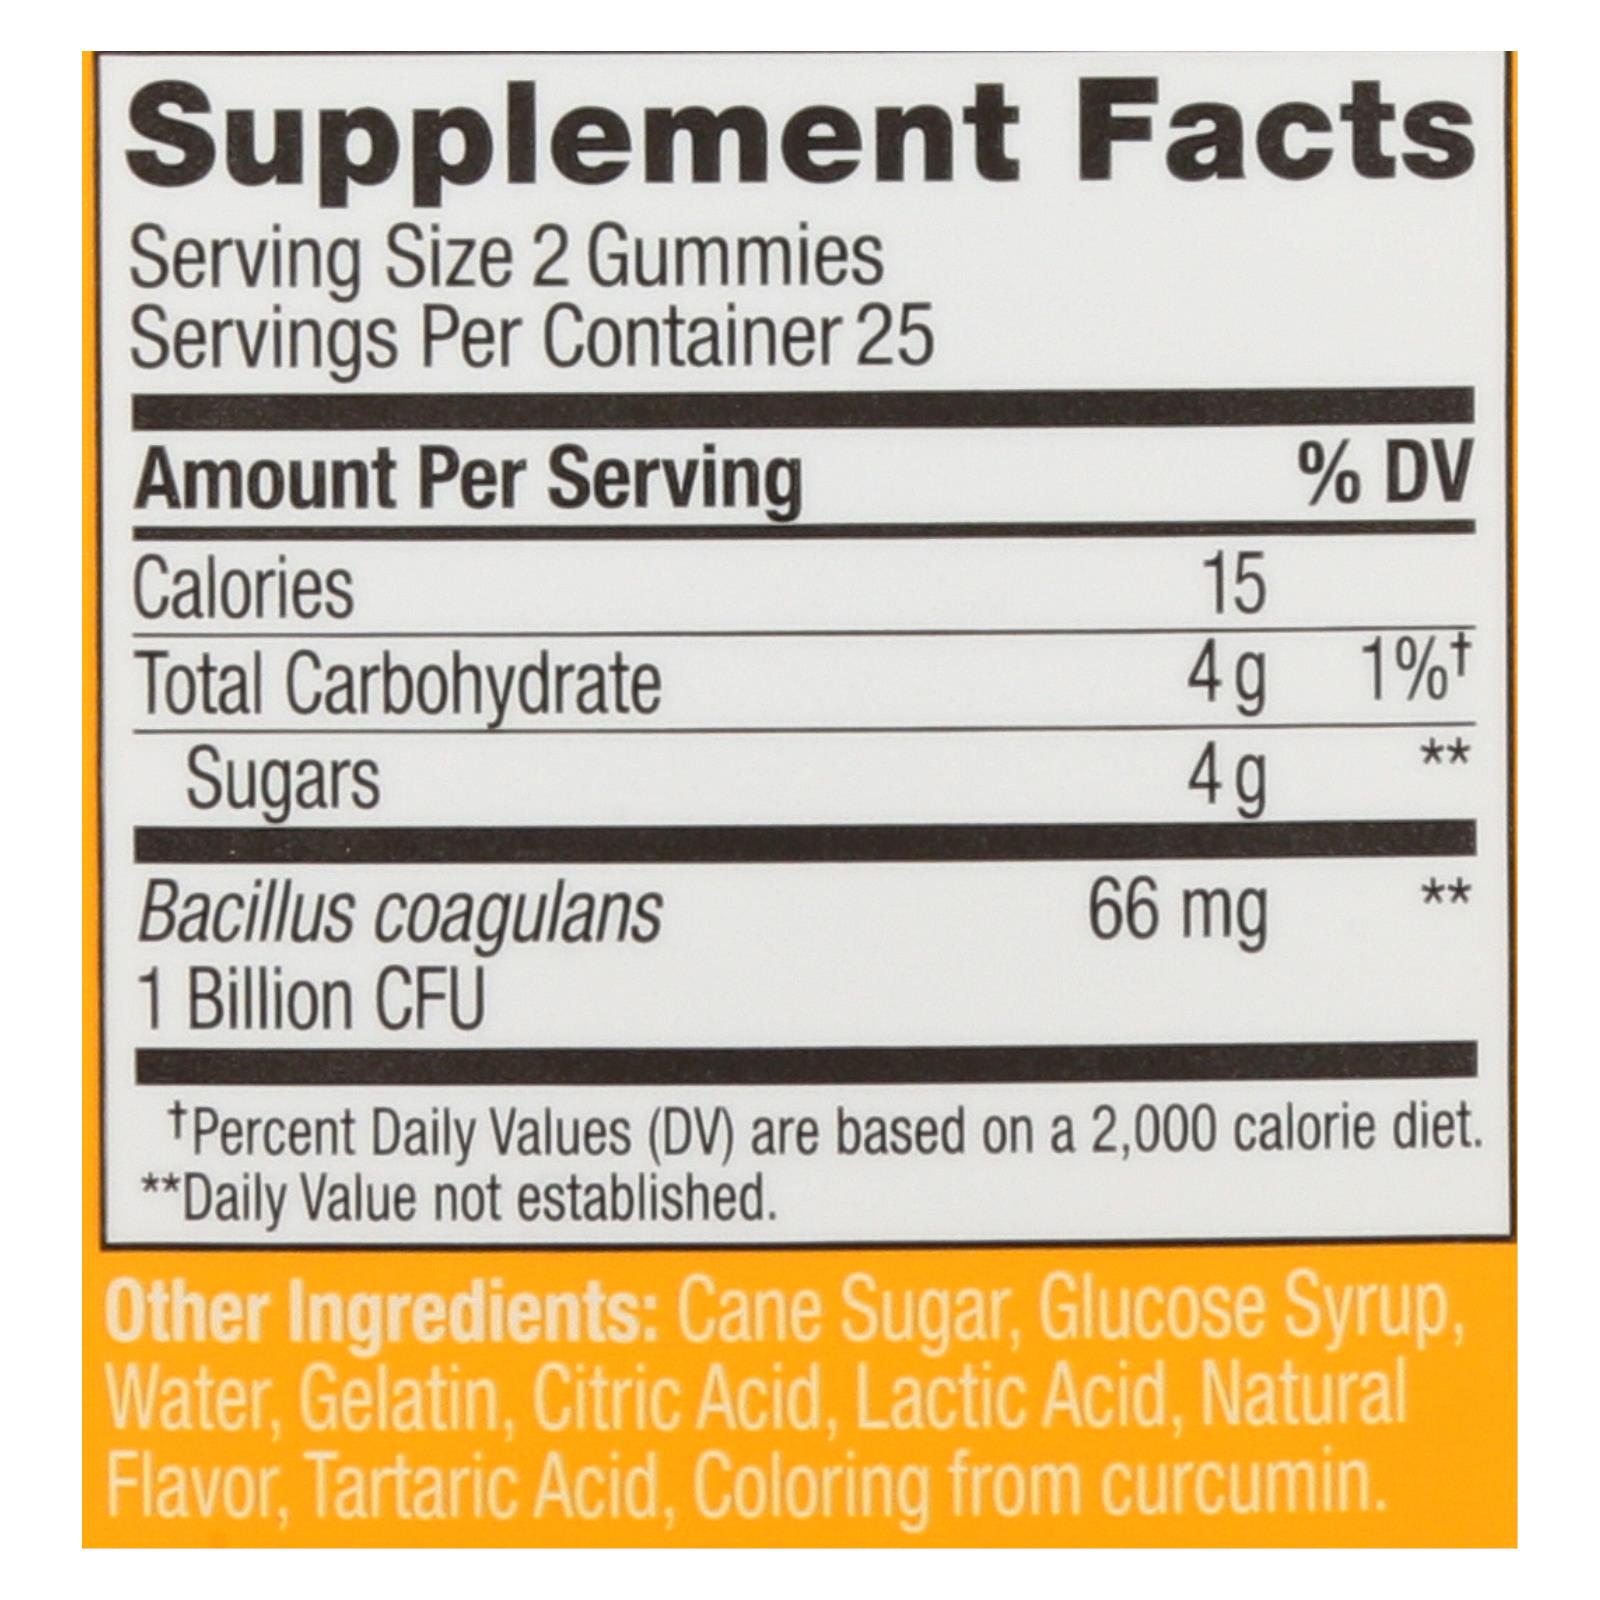 Supplement Facts
Serving Size 2 Gummies
Servings Per Container 25
Amount Per Serving % DV
Calories 15
Total Carbohydrate 4 g 1%†
Sugars 4 g **
Bacillus coagulans 66 mg **
1 Billion CFU
†Percent Daily Values (DV) are based on a 2,000 calorie diet.
**Daily Value not established.
Other Ingredients: Cane Sugar, Glucose Syrup,
Water, Gelatin, Citric Acid, Lactic Acid, Natural
Flavor, Tartaric Acid, Coloring from curcumin.